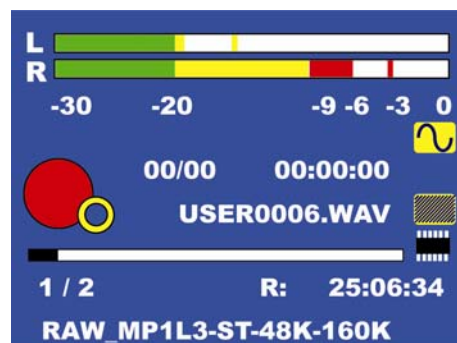 L
R
-30 -20 -9 -6 -3 0
00/00 00:00:00
USER0006.WAV
1 / 2 R: 25:06:34
RAW_MP1L3-ST-48K-160K